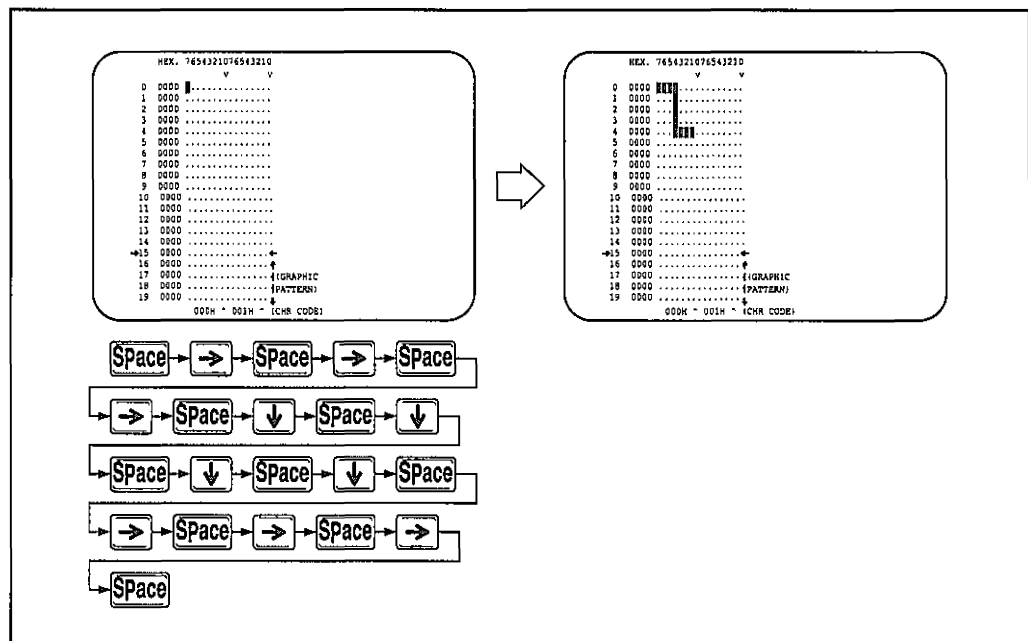 HEX. 7654321076543210
v v
0 0000 ................
1 0000 ................
2 0000 ................
3 0000 ................
4 0000 ................
5 0000 ................
6 0000 ................
7 0000 ................
8 0000 ................
9 0000 ................
10 0000 ................
11 0000 ................
12 0000 ................
13 0000 ................
14 0000 ................
→15 0000 ................←
16 0000 ................↑
17 0000 ................{(GRAPHIC
18 0000 ................{PATTERN)
19 0000 ................↓
000H ~ 001H ~ (CHR CODE)
HEX. 7654321076543210
v v
0 0000 ................
1 0000 ................
2 0000 ................
3 0000 ................
4 0000 ................
5 0000 ................
6 0000 ................
7 0000 ................
8 0000 ................
9 0000 ................
10 0000 ................
11 0000 ................
12 0000 ................
13 0000 ................
14 0000 ................
→15 0000 ................←
16 0000 ................↑
17 0000 ................{(GRAPHIC
18 0000 ................{PATTERN)
19 0000 ................↓
000H ~ 001H ~ (CHR CODE)
SPace → SPace → SPace
→ SPace ↓ SPace ↓
SPace ↓ SPace ↓ SPace
→ SPace → SPace →
SPace